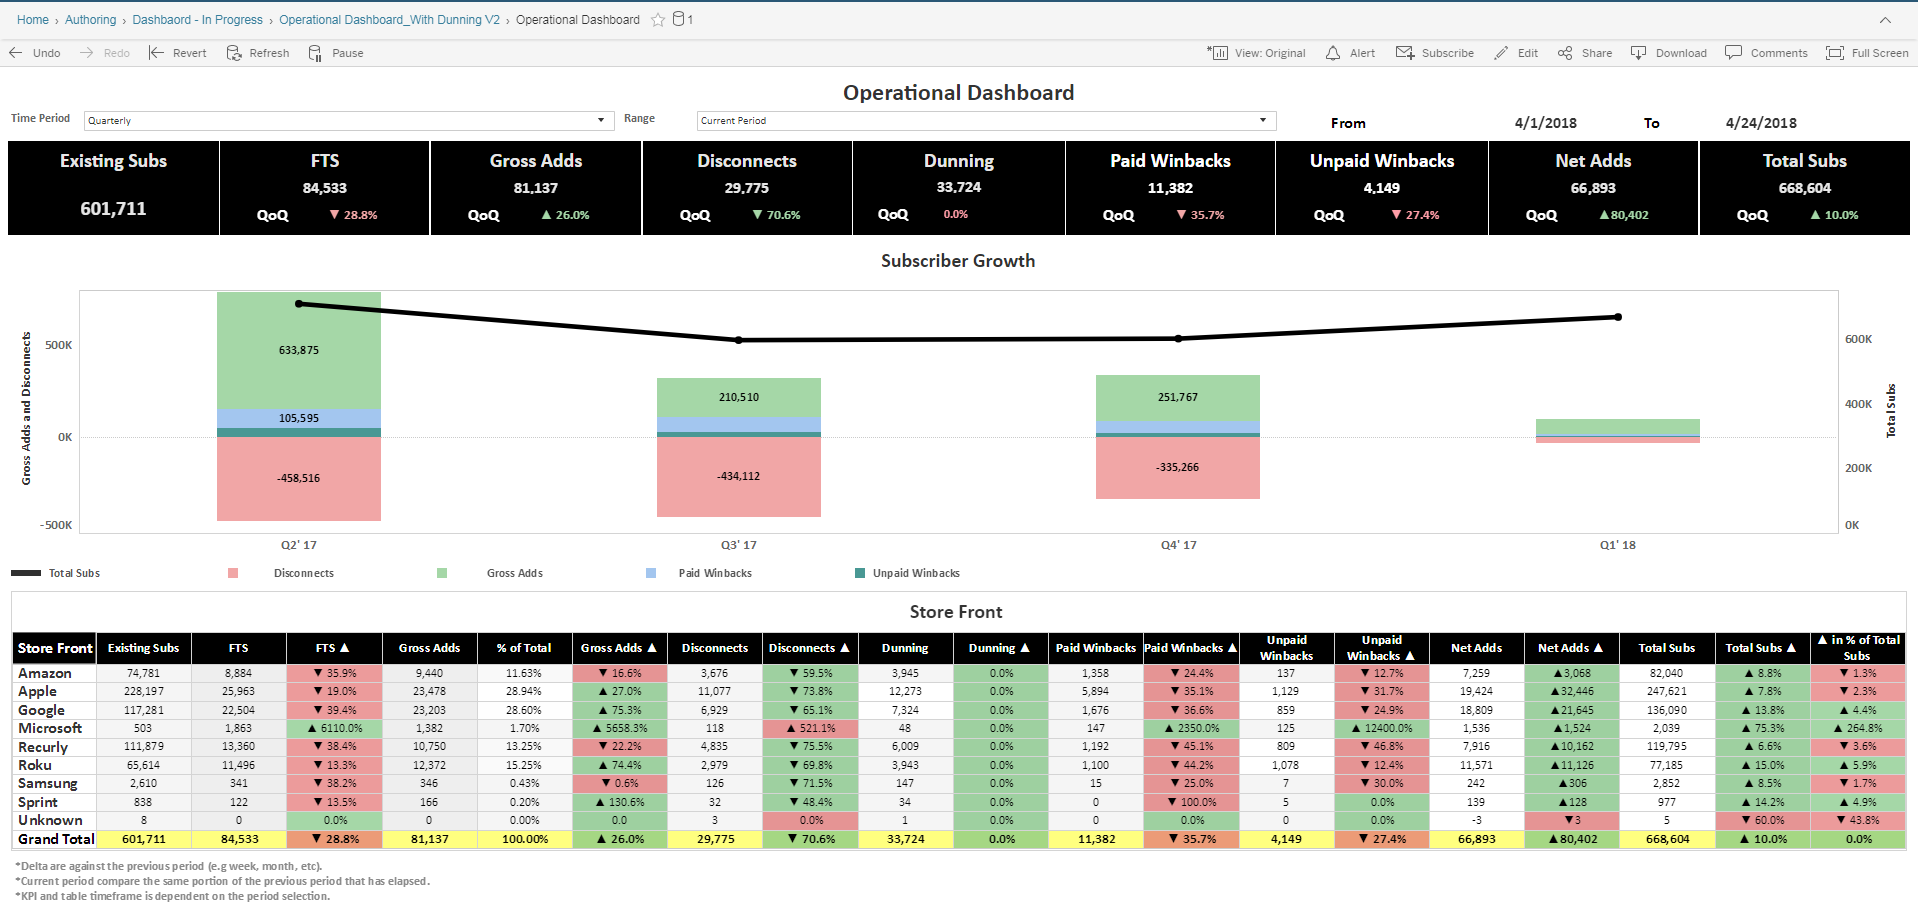 Home › Authoring › Dashbaord - In Progress › Operational Dashboard_With Dunning V2 › Operational Dashboard 1
Undo Redo Revert Refresh Pause View: Original Alert Subscribe Edit Share Download Comments Full Screen
Operational Dashboard
Time Period Quarterly Range Current Period From 4/1/2018 To 4/24/2018
Existing Subs FTS Gross Adds Disconnects Dunning Paid Winbacks Unpaid Winbacks Net Adds Total Subs
601,711 84,533 81,137 29,775 33,724 11,382 4,149 66,893 668,604
QoQ ▼ 28.8% QoQ ▲ 26.0% QoQ ▼ 70.6% QoQ 0.0% QoQ ▼ 35.7% QoQ ▼ 27.4% QoQ ▲80,402 QoQ ▲ 10.0%
Subscriber Growth
Gross Adds and Disconnects
500K
0K
-500K
633,875
105,595
-458,516
210,510
-434,112
251,767
-335,266
600K
400K
200K
0K
Total Subs
Q2' 17 Q3' 17 Q4' 17 Q1' 18
Total Subs Disconnects Gross Adds Paid Winbacks Unpaid Winbacks
Store Front
Store Front Existing Subs FTS FTS ▲ Gross Adds % of Total Gross Adds ▲ Disconnects Disconnects ▲ Dunning Dunning ▲ Paid Winbacks Paid Winbacks ▲ Unpaid Winbacks Unpaid Winbacks ▲ Net Adds Net Adds ▲ Total Subs Total Subs ▲ ▲ in % of Total Subs
Amazon 74,781 8,884 ▼ 35.9% 9,440 11.63% ▼ 16.6% 3,676 ▼ 59.5% 3,945 0.0% 1,358 ▼ 24.4% 137 ▼ 12.7% 7,259 ▲3,068 82,040 ▲ 8.8% ▼ 1.3%
Apple 228,197 25,963 ▼ 19.0% 23,478 28.94% ▲ 27.0% 11,077 ▼ 73.8% 12,273 0.0% 5,894 ▼ 35.1% 1,129 ▼ 31.7% 19,424 ▲32,446 247,621 ▲ 7.8% ▼ 2.3%
Google 117,281 22,504 ▼ 39.4% 23,203 28.60% ▲ 75.3% 6,929 ▼ 65.1% 7,324 0.0% 1,676 ▼ 36.6% 859 ▼ 24.9% 18,809 ▲21,645 136,090 ▲ 13.8% ▲ 4.4%
Microsoft 503 1,863 ▲ 6110.0% 1,382 1.70% ▲ 5658.3% 118 ▲ 521.1% 48 0.0% 147 ▲ 2350.0% 125 ▲ 12400.0% 1,536 ▲1,524 2,039 ▲ 75.3% ▲ 264.8%
Recurly 111,879 13,360 ▼ 38.4% 10,750 13.25% ▼ 22.2% 4,835 ▼ 75.5% 6,009 0.0% 1,192 ▼ 45.1% 809 ▼ 46.8% 7,916 ▲10,162 119,795 ▲ 6.6% ▼ 3.6%
Roku 65,614 11,496 ▼ 13.3% 12,372 15.25% ▲ 74.4% 2,979 ▼ 69.8% 3,943 0.0% 1,100 ▼ 44.2% 1,078 ▼ 12.4% 11,571 ▲11,126 77,185 ▲ 15.0% ▲ 5.9%
Samsung 2,610 341 ▼ 38.2% 346 0.43% ▼ 0.6% 126 ▼ 71.5% 147 0.0% 15 ▼ 25.0% 7 ▼ 30.0% 242 ▲306 2,852 ▲ 8.5% ▼ 1.7%
Sprint 838 122 ▼ 13.5% 166 0.20% ▲ 130.6% 32 ▼ 48.4% 34 0.0% 0 ▼ 100.0% 5 0.0% 139 ▲128 977 ▲ 14.2% ▲ 4.9%
Unknown 8 0 0.0% 0 0.00% 0.0 3 0.0% 1 0.0% 0 0.0% 0 0.0% -3 ▼3 5 ▼ 60.0% ▼ 43.8%
Grand Total 601,711 84,533 ▼ 28.8% 81,137 100.00% ▲ 26.0% 29,775 ▼ 70.6% 33,724 0.0% 11,382 ▼ 35.7% 4,149 ▼ 27.4% 66,893 ▲80,402 668,604 ▲ 10.0% 0.0%
*Delta are against the previous period (e.g week, month, etc).
*Current period compare the same portion of the previous period that has elapsed.
*KPI and table timeframe is dependent on the period selection.